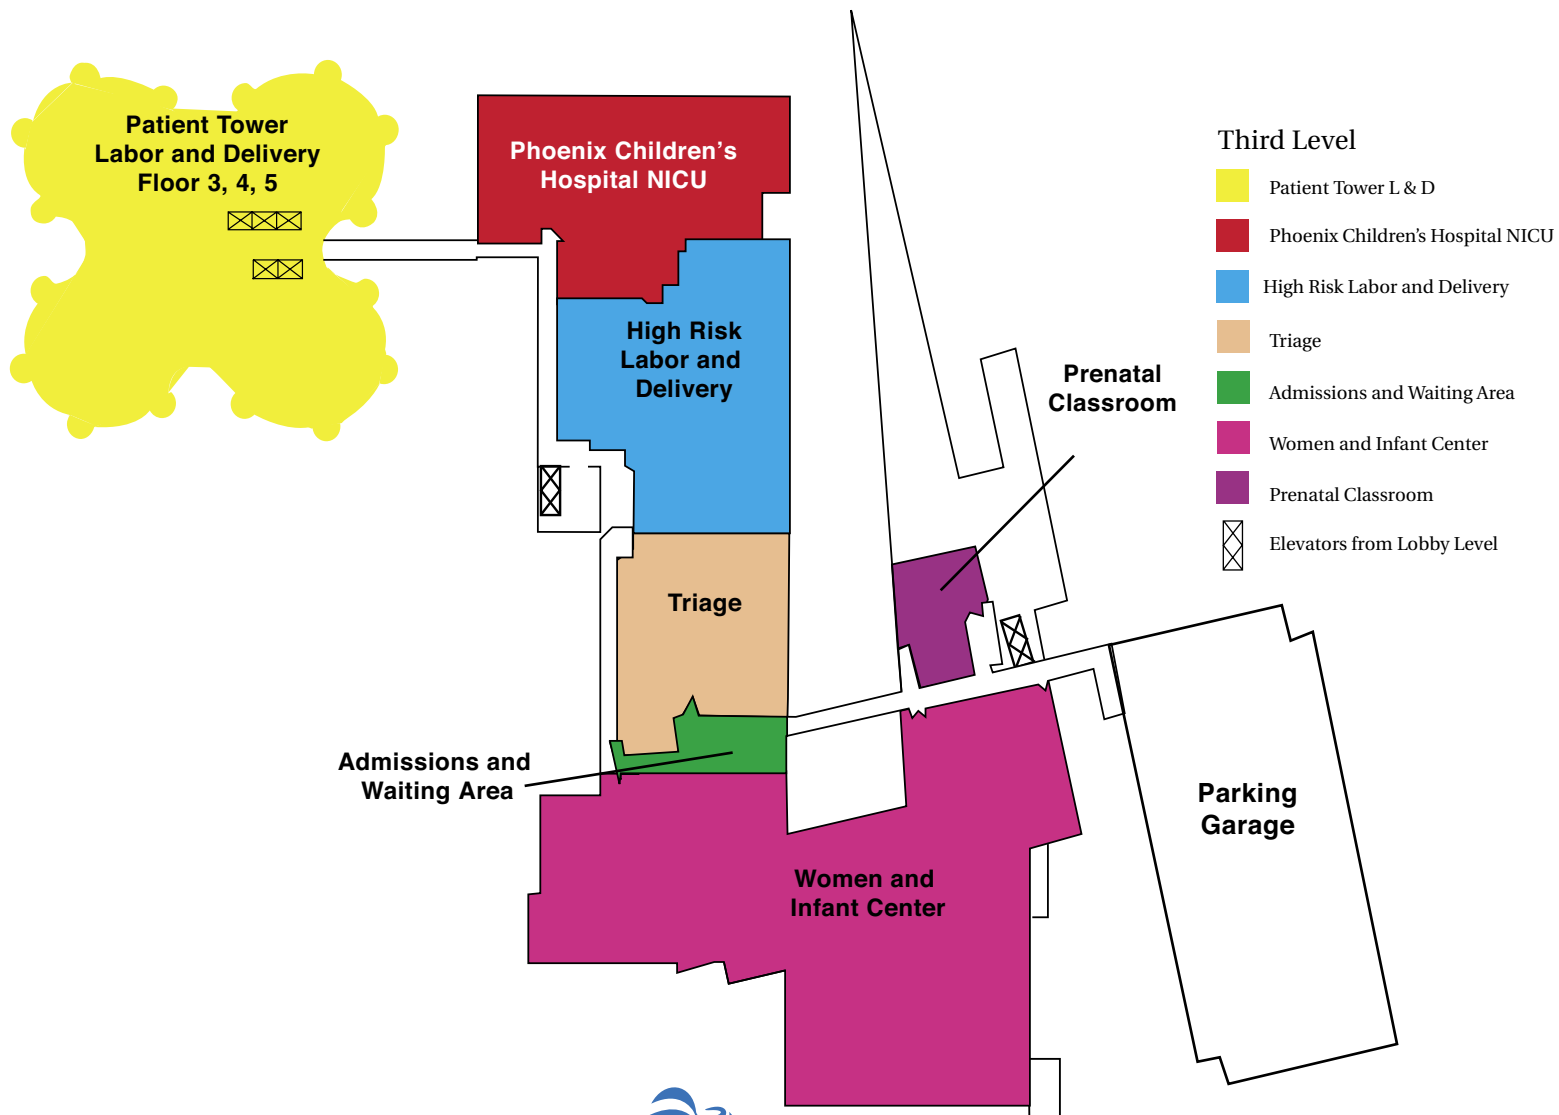 Patient Tower
Labor and Delivery
Floor 3, 4, 5
Phoenix Children's
Hospital NICU
High Risk
Labor and
Delivery
Prenatal
Classroom
Triage
Admissions and
Waiting Area
Women and
Infant Center
Parking
Garage
Third Level
Patient Tower L & D
Phoenix Children's Hospital NICU
High Risk Labor and Delivery
Triage
Admissions and Waiting Area
Women and Infant Center
Prenatal Classroom
Elevators from Lobby Level